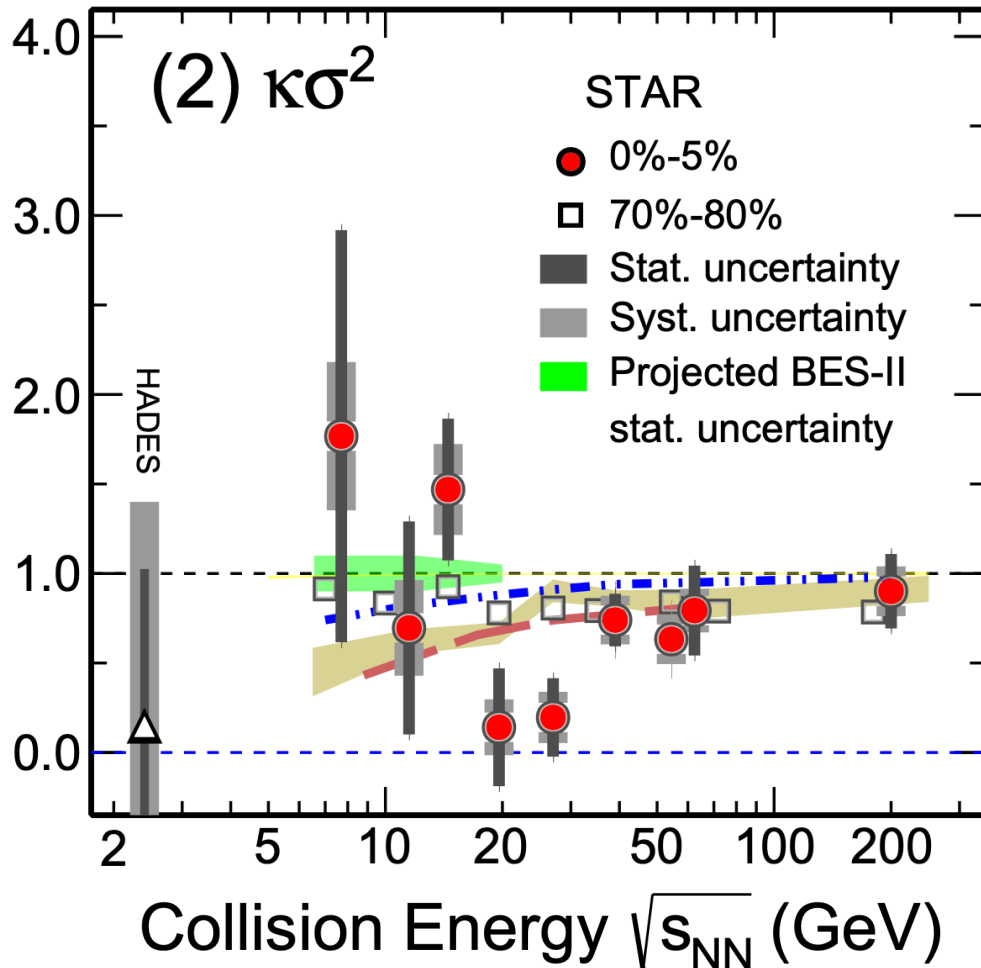 4.0
(2) κσ²
STAR
0%-5%
70%-80%
3.0
Stat. uncertainty
Syst. uncertainty
Projected BES-II
stat. uncertainty
2.0
HADES
1.0
0.0
2 5 10 20 50 100 200
Collision Energy √sNN (GeV)